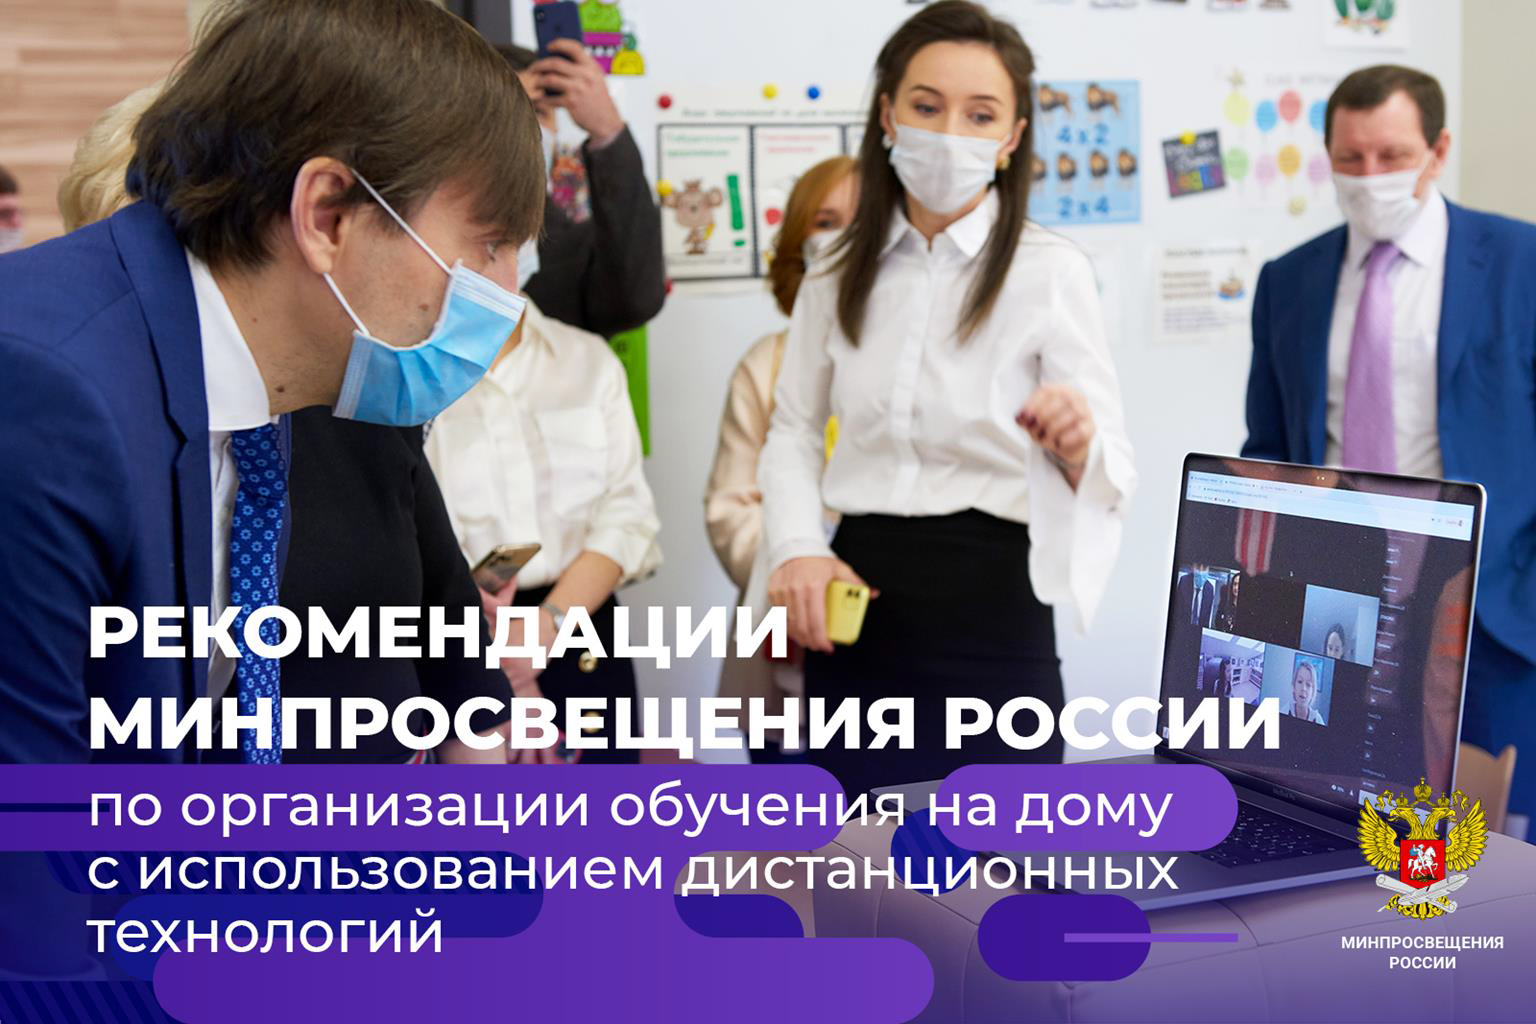 4 x 2
2 x 4
РЕКОМЕНДАЦИИ
МИНПРОСВЕЩЕНИЯ РОССИИ
по организации обучения на дому
с использованием дистанционных
технологий
МИНПРОСВЕЩЕНИЯ
РОССИИ